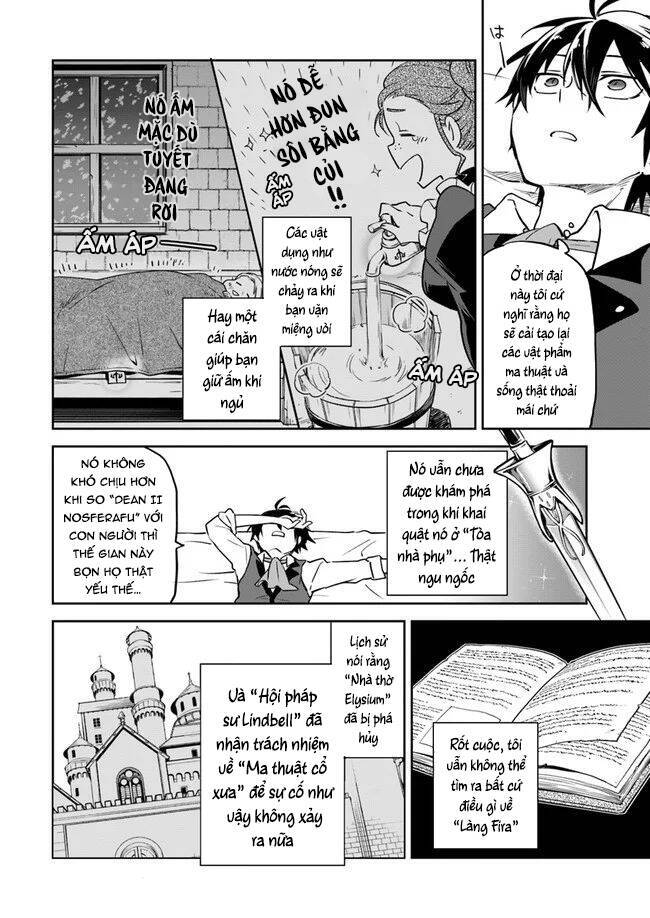 は
Ở thời đại
này tôi cứ
nghĩ rằng họ
sẽ cải tạo lại
các vật phẩm
ma thuật và
sống thật thoải
mái chứ
NÓ DỄ
HƠN ĐUN
SÔI BẰNG
CỦI
!!
ẤM
ÁP
Các vật
dụng như
nước nóng sẽ
chảy ra khi
bạn vặn
miệng vòi
ẤM ÁP
NÓ ẤM
MẶC DÙ
TUYẾT
ĐANG
RƠI
ẤM ÁP
Hay một
cái chăn
giúp bạn
giữ ấm khi
ngủ
Nó vẫn chưa
được khám phá
trong khi khai
quật nó ở “Tòa
nhà phụ”... Thật
ngu ngốc
NÓ KHÔNG
KHÓ CHỊU HƠN
KHI SO “DEAN II
NOSFERAFU” VỚI
CON NGƯỜI THÌ
THẾ GIAN NÀY
BỌN HỌ THẬT
YẾU THẾ...
Rốt cuộc, tôi
vẫn không thể
tìm ra bất cứ
điều gì về
“Làng Fira”
Lịch sử
nói rằng
“Nhà thờ
Elysium”
đã bị phá
hủy
Và “Hội pháp
sư Lindbell” đã
nhận trách nhiệm
về “Ma thuật cổ
xưa” để sự cố như
vậy không xảy
ra nữa